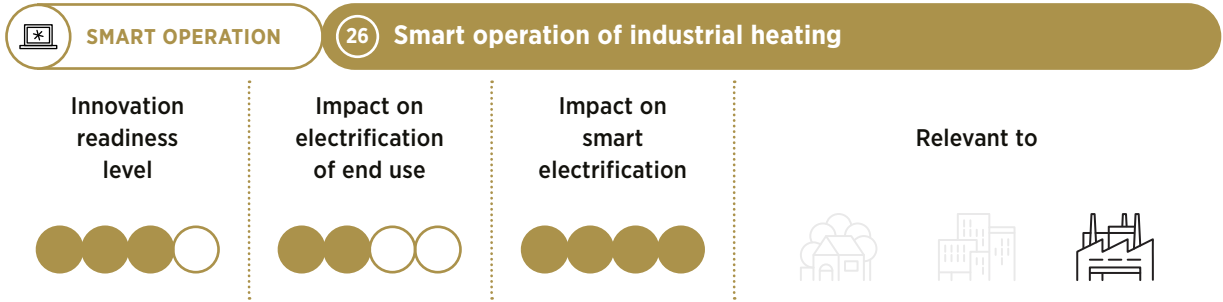 SMART OPERATION
26 Smart operation of industrial heating
Innovation
readiness
level
Impact on
electrification
of end use
Impact on
smart
electrification
Relevant to